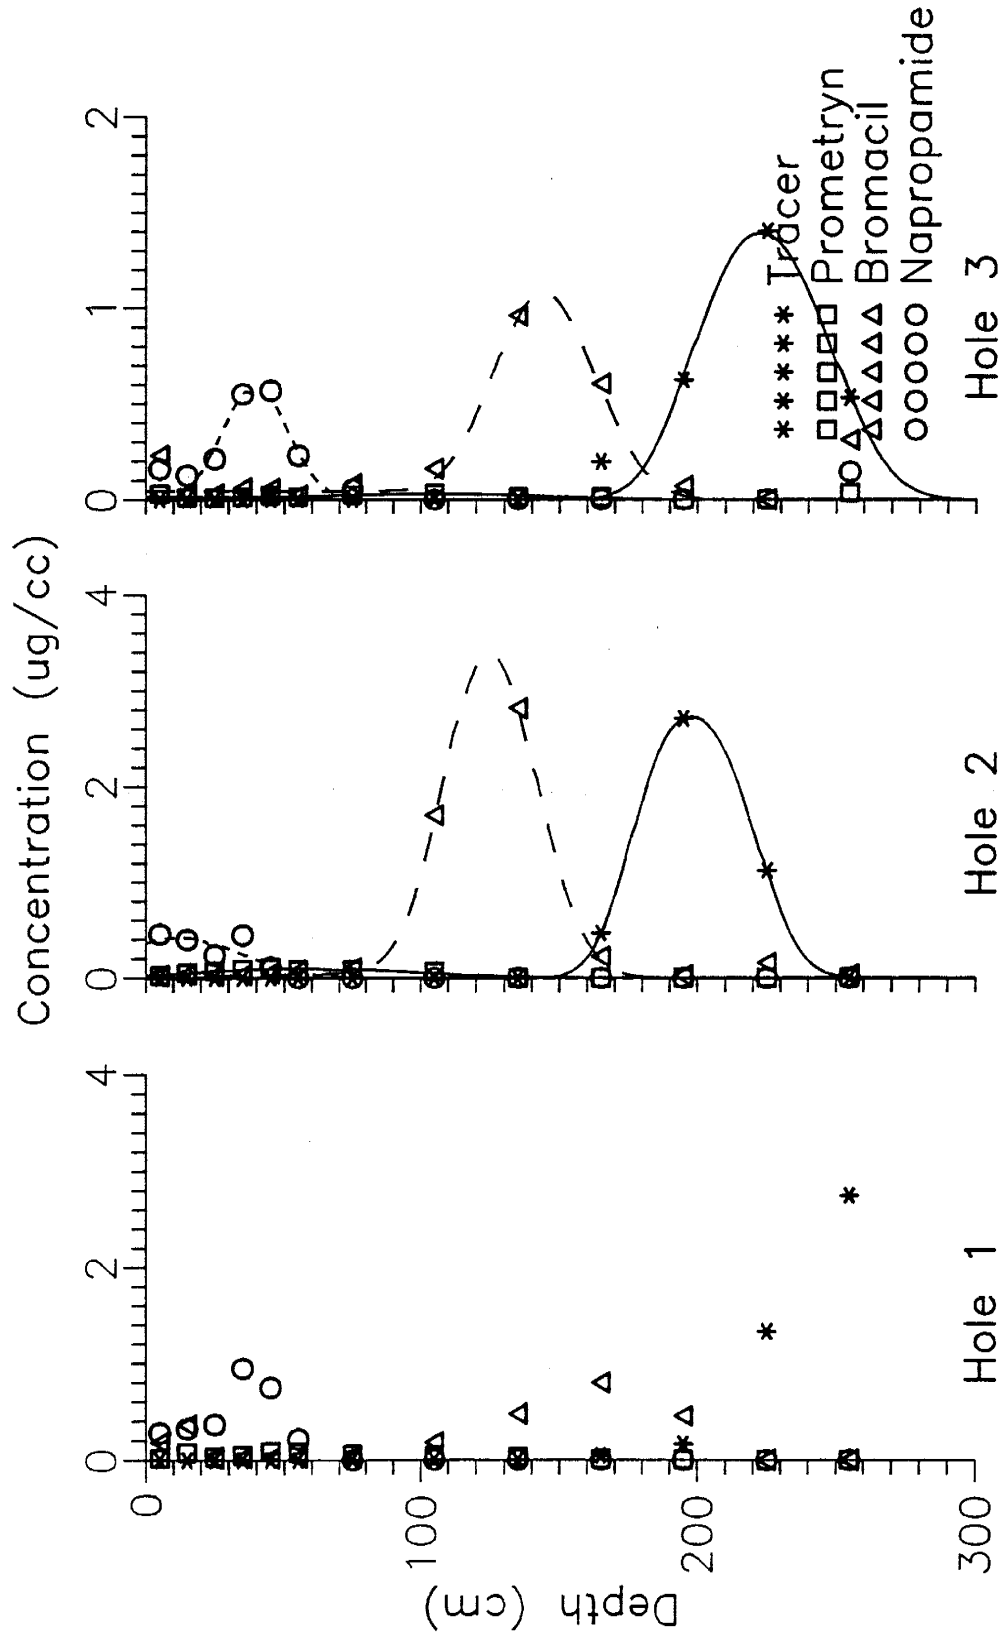 Concentration (ug/cc)
0 2 4
0 2 4
0 1 2
0
100
200
300
Depth (cm)
Tracer
Prometryn
Bromacil
Napropamide
Hole 1
Hole 2
Hole 3